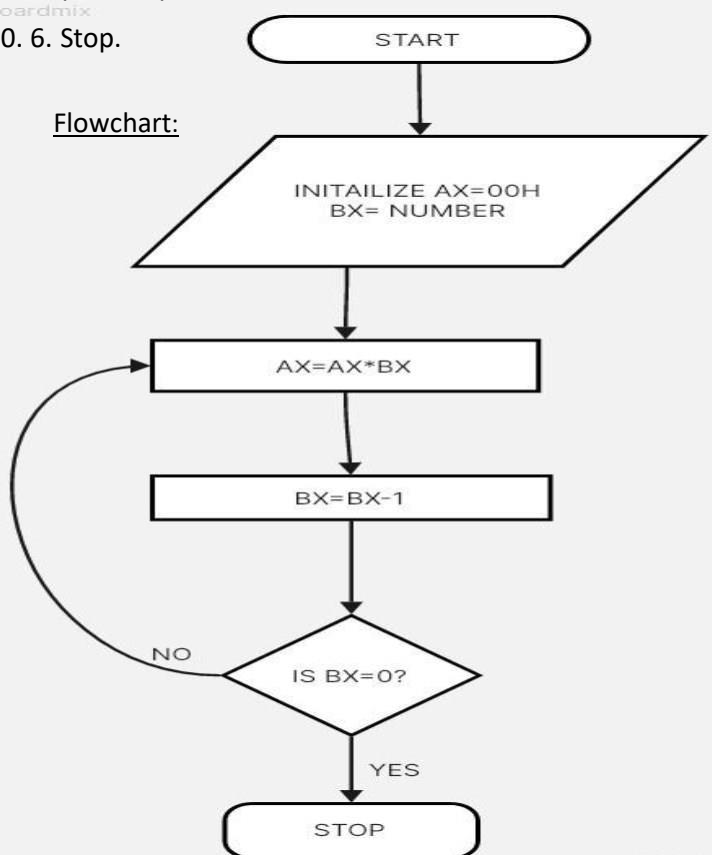 oardmix
0. 6. Stop.
Flowchart:
START
INITAILIZE AX=00H
BX= NUMBER
AX=AX*BX
BX=BX-1
NO
IS BX=0?
YES
STOP